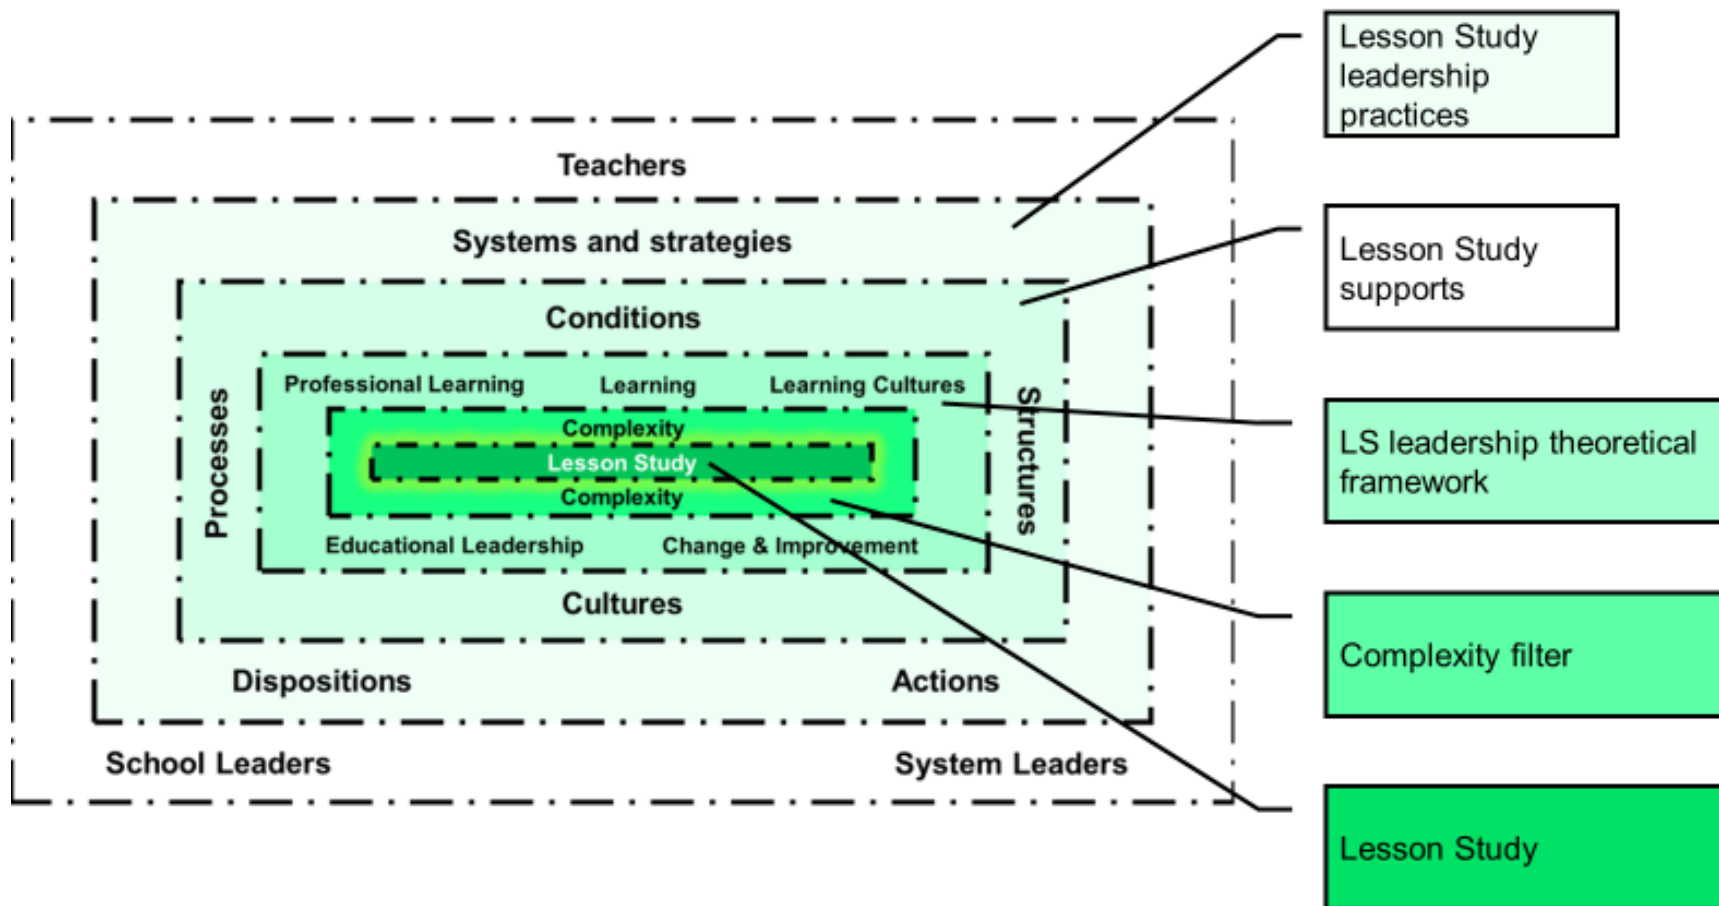 Teachers
Systems and strategies
Conditions
Processes
Structures
Professional Learning
Learning
Learning Cultures
Complexity
Lesson Study
Complexity
Educational Leadership
Change & Improvement
Cultures
Dispositions
Actions
School Leaders
System Leaders
Lesson Study
leadership
practices
Lesson Study
supports
LS leadership theoretical
framework
Complexity filter
Lesson Study